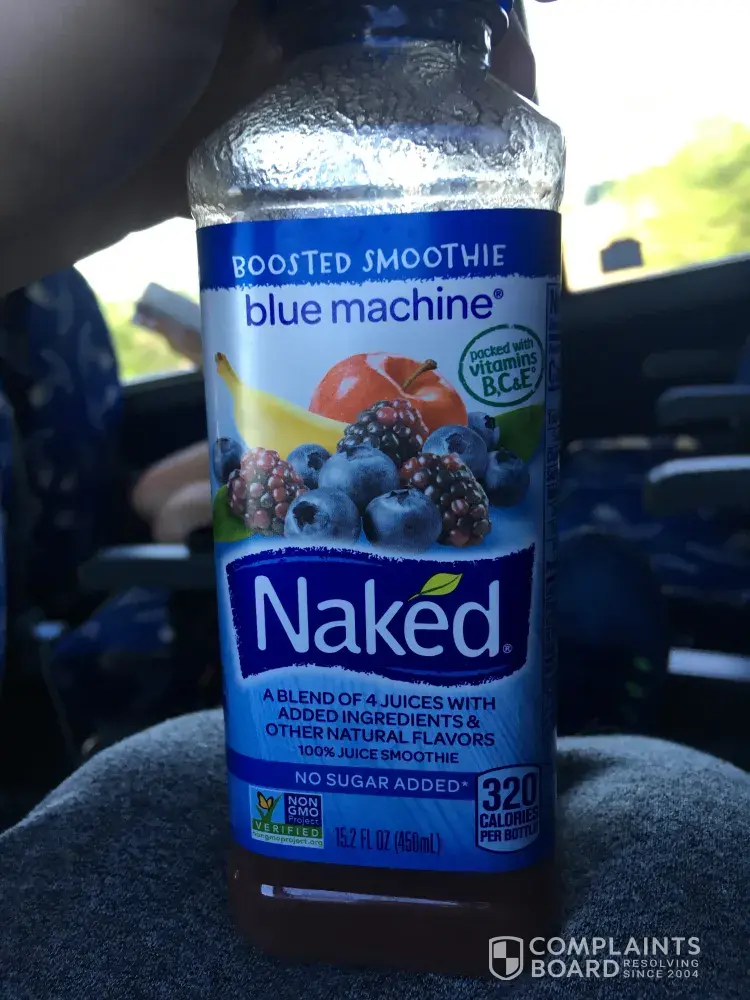 BOOSTED SMOOTHIE
blue machine®
packed with
vitamins
B,C&E°
Naked®
A BLEND OF 4 JUICES WITH
ADDED INGREDIENTS &
OTHER NATURAL FLAVORS
100% JUICE SMOOTHIE
NO SUGAR ADDED*
320
CALORIES
PER BOTTLE
NON
GMO
Project
VERIFIED
nongmoproject.org
15.2 FL OZ (450mL)
COMPLAINTS
BOARD RESOLVING
SINCE 2004